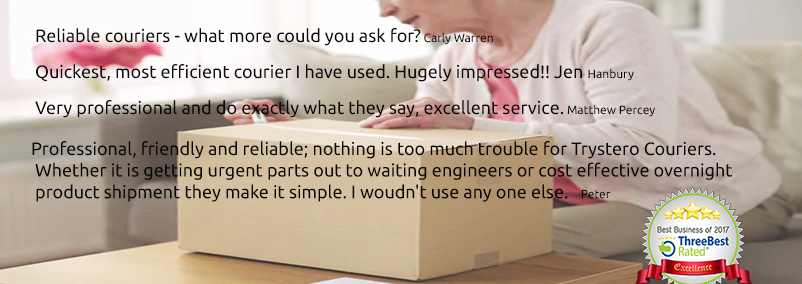 Reliable couriers - what more could you ask for? Carly Warren
Quickest, most efficient courier I have used. Hugely impressed!! Jen Hanbury
Very professional and do exactly what they say, excellent service. Matthew Percey
Professional, friendly and reliable; nothing is too much trouble for Trystero Couriers.
Whether it is getting urgent parts out to waiting engineers or cost effective overnight
product shipment they make it simple. I woudn't use any one else. Peter
Best Business of 2017
ThreeBest
Rated®
Excellence